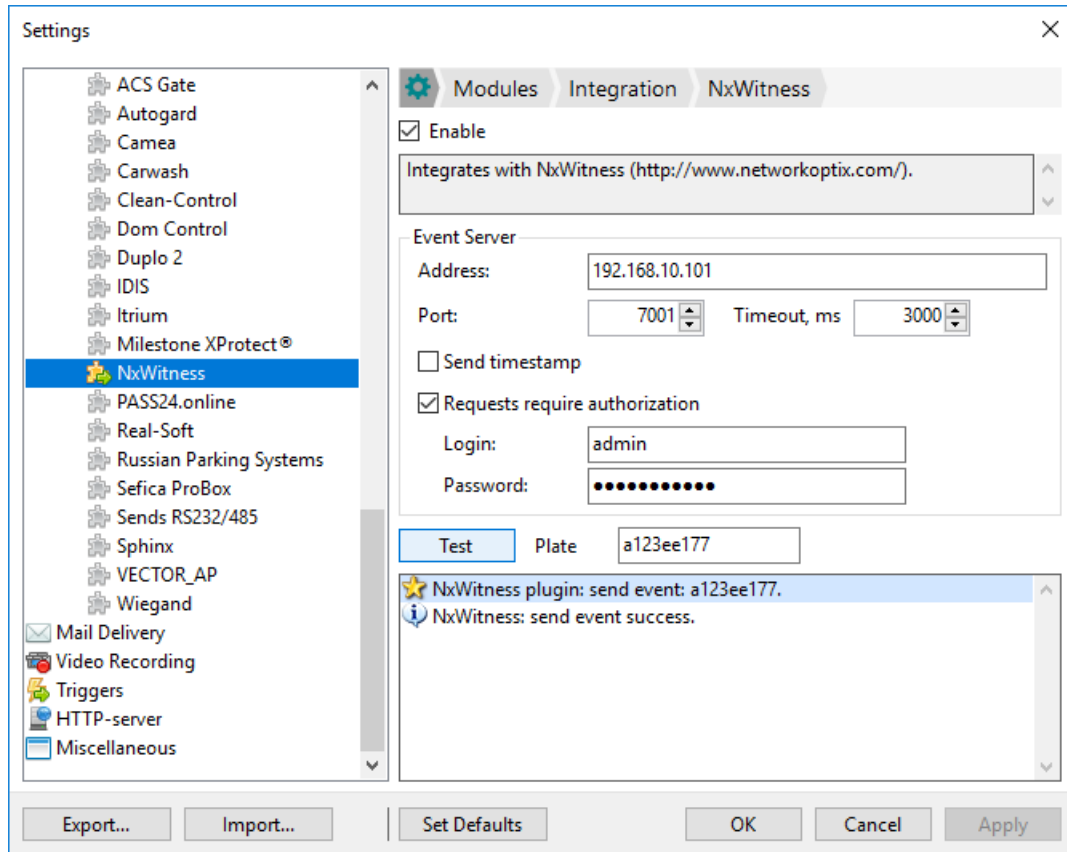 Settings
ACS Gate
Autogard
Camea
Carwash
Clean-Control
Dom Control
Duplo 2
IDIS
Itrium
Milestone XProtect®
NxWitness
PASS24.online
Real-Soft
Russian Parking Systems
Sefica ProBox
Sends RS232/485
Sphinx
VECTOR_AP
Wiegand
Mail Delivery
Video Recording
Triggers
HTTP-server
Miscellaneous
Modules Integration NxWitness
Enable
Integrates with NxWitness (http://www.networkoptix.com/).
Event Server
Address: 192.168.10.101
Port: 7001 Timeout, ms 3000
Send timestamp
Requests require authorization
Login: admin
Password: ●●●●●●●●●●●
Test Plate a123ee177
NxWitness plugin: send event: a123ee177.
NxWitness: send event success.
Export... Import... Set Defaults OK Cancel Apply